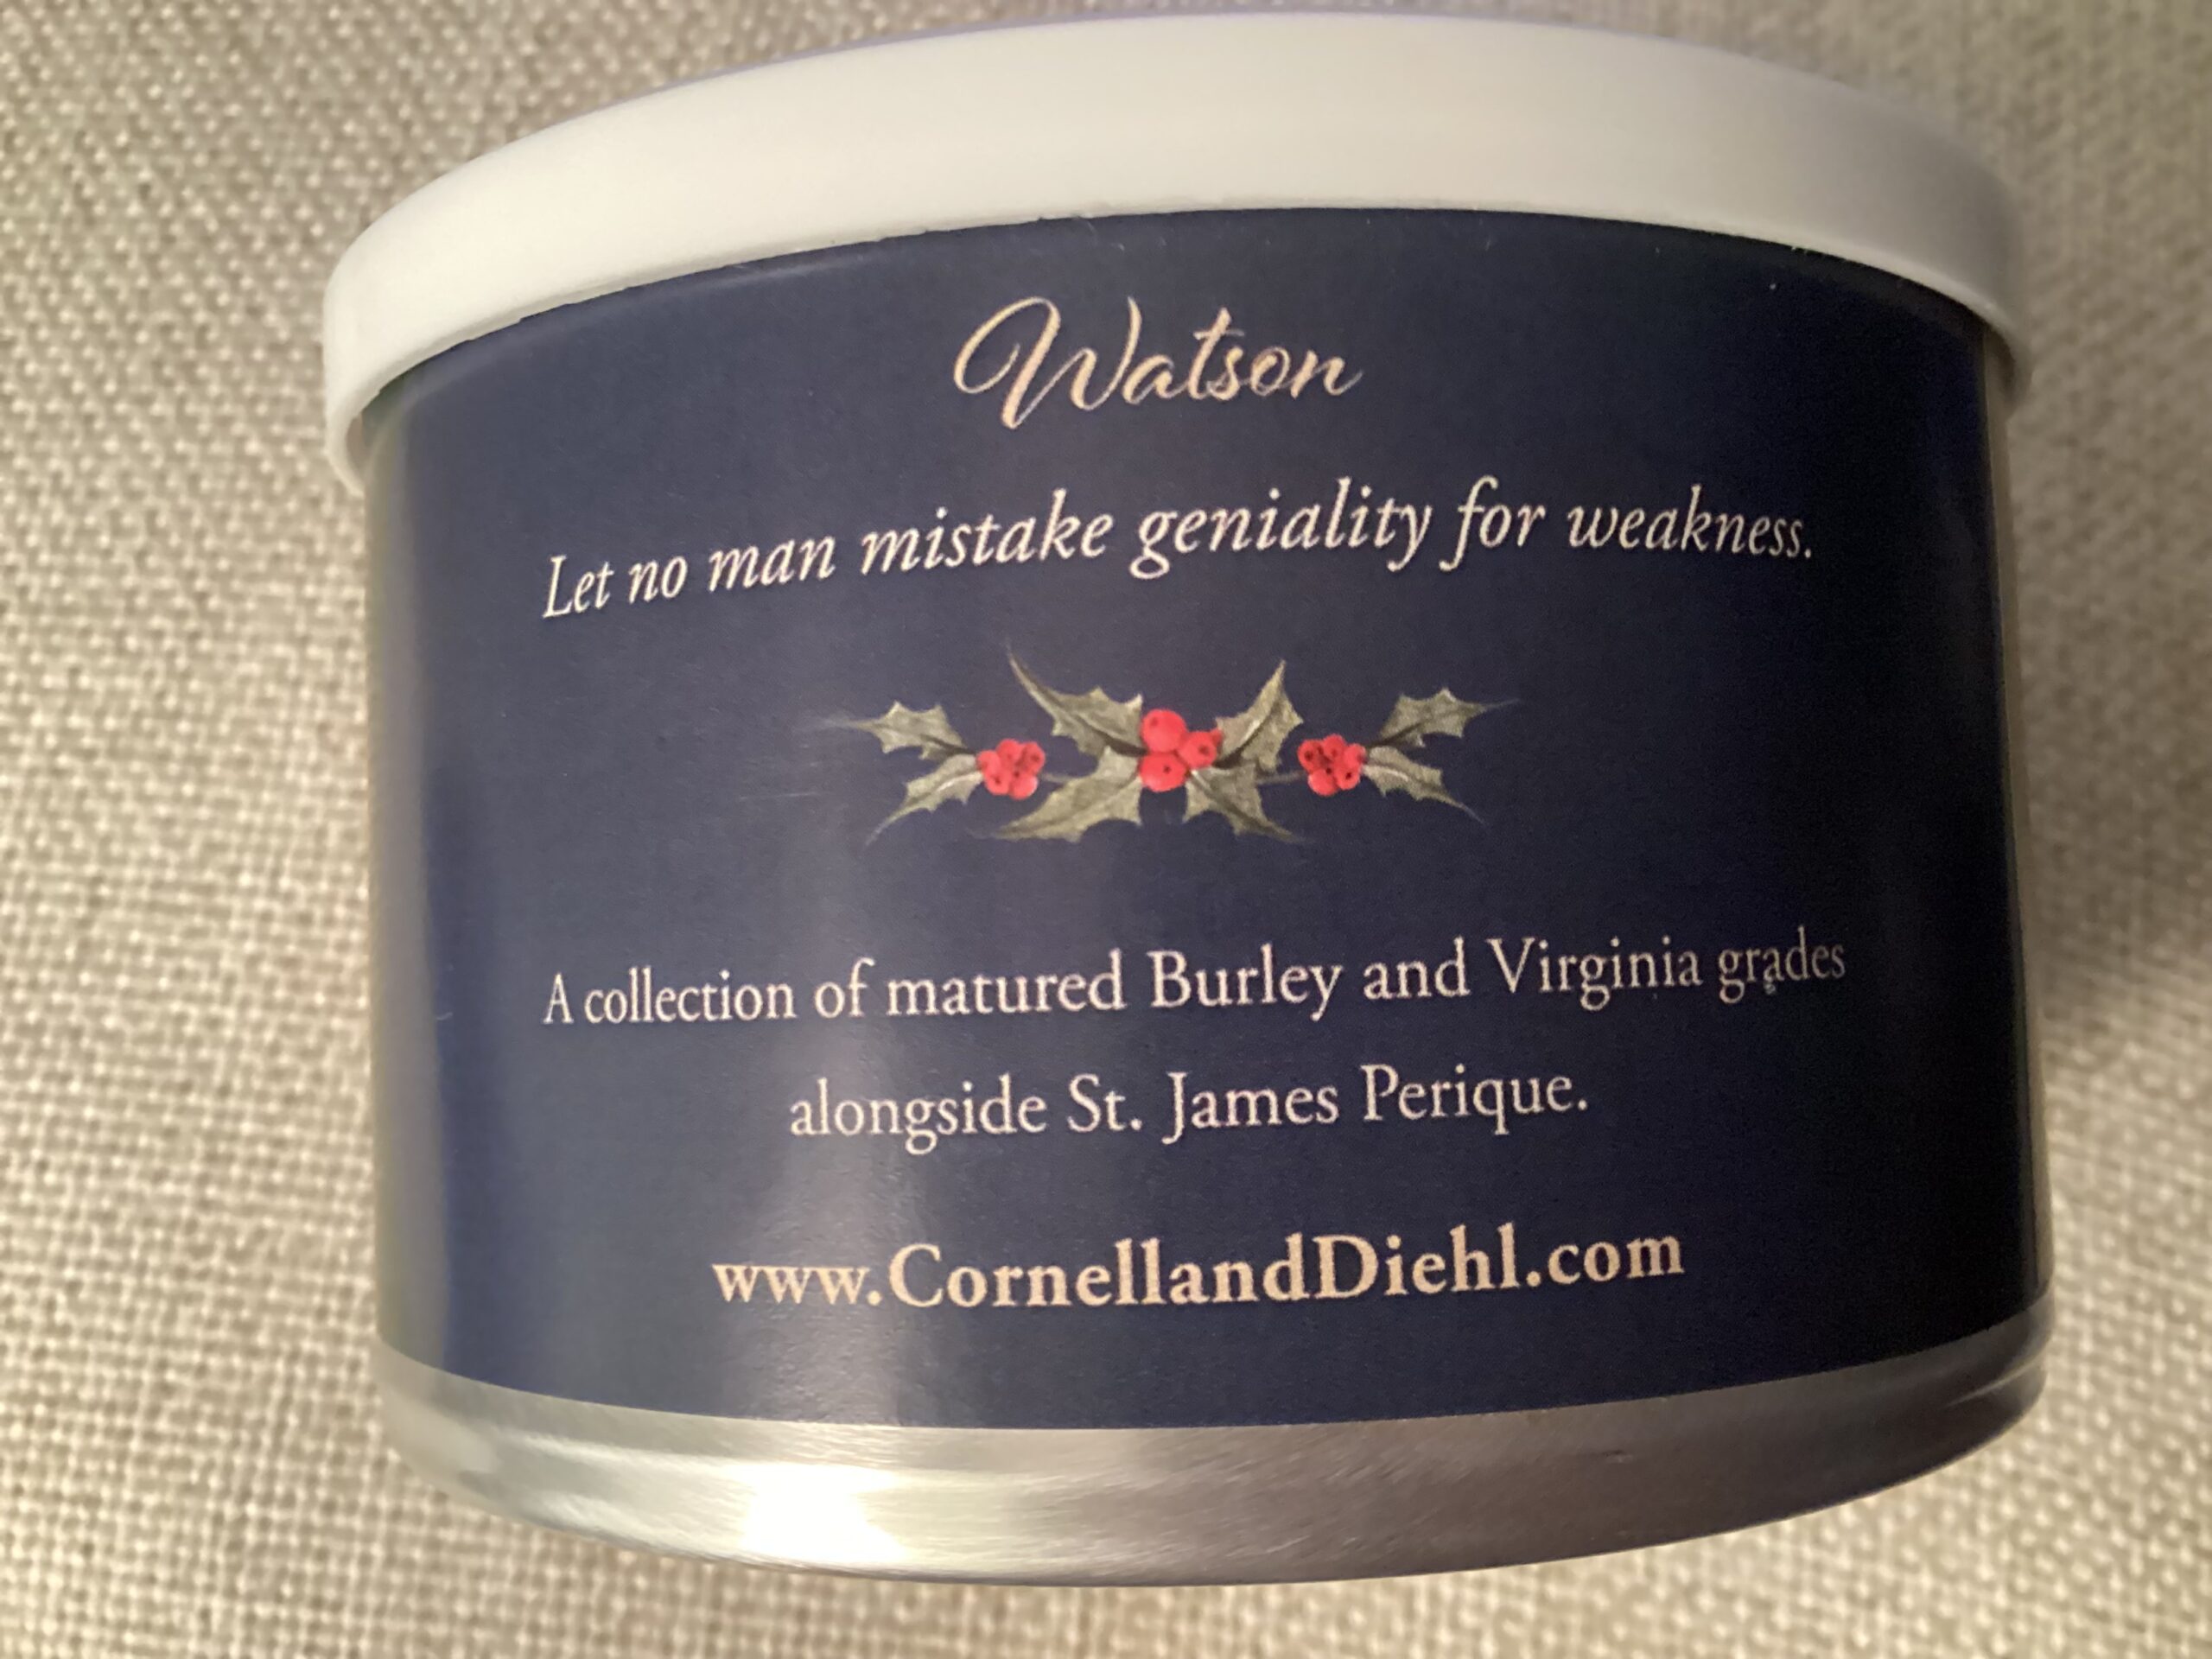 Watson
Let no man mistake geniality for weakness.
A collection of matured Burley and Virginia grades
alongside St. James Perique.
www.CornellandDiehl.com